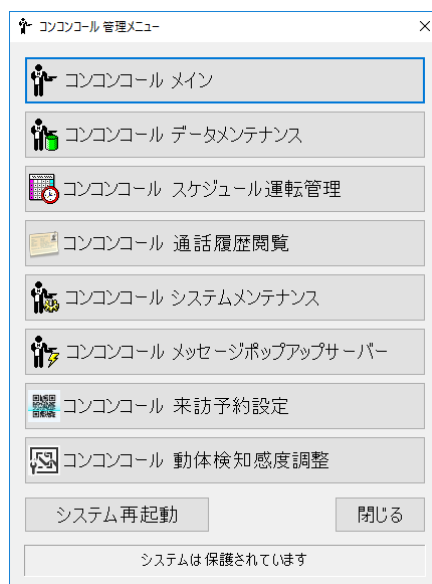 コンコンコール 管理メニュー
コンコンコール メイン
コンコンコール データメンテナンス
コンコンコール スケジュール運転管理
コンコンコール 通話履歴閲覧
コンコンコール システムメンテナンス
コンコンコール メッセージポップアップサーバー
コンコンコール 来訪予約設定
コンコンコール 動体検知感度調整
システム再起動 閉じる
システムは保護されています